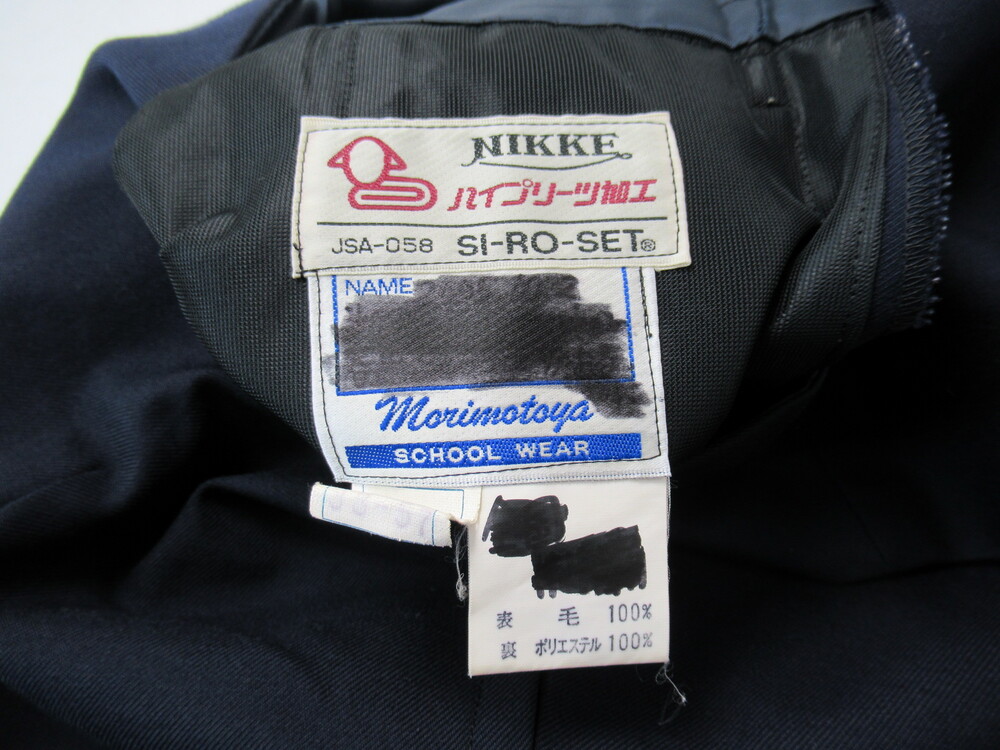 NIKKE
ハイプリーツ加工
JSA-058 SI-RO-SET®
NAME
Morimotoya
SCHOOL WEAR
表 毛 100%
裏 ポリエステル 100%